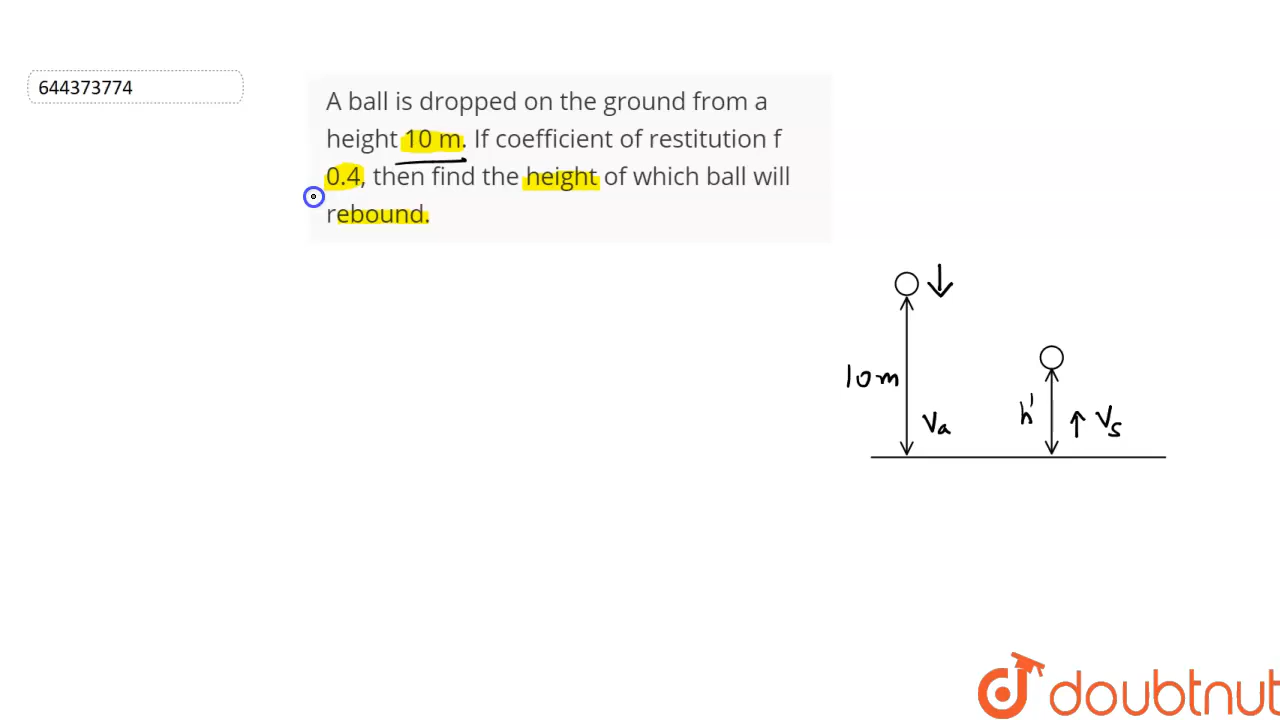 644373774
A ball is dropped on the ground from a
height 10 m. If coefficient of restitution f
0.4, then find the height of which ball will
rebound.
10m
Va
h'
Vs
doubtnut